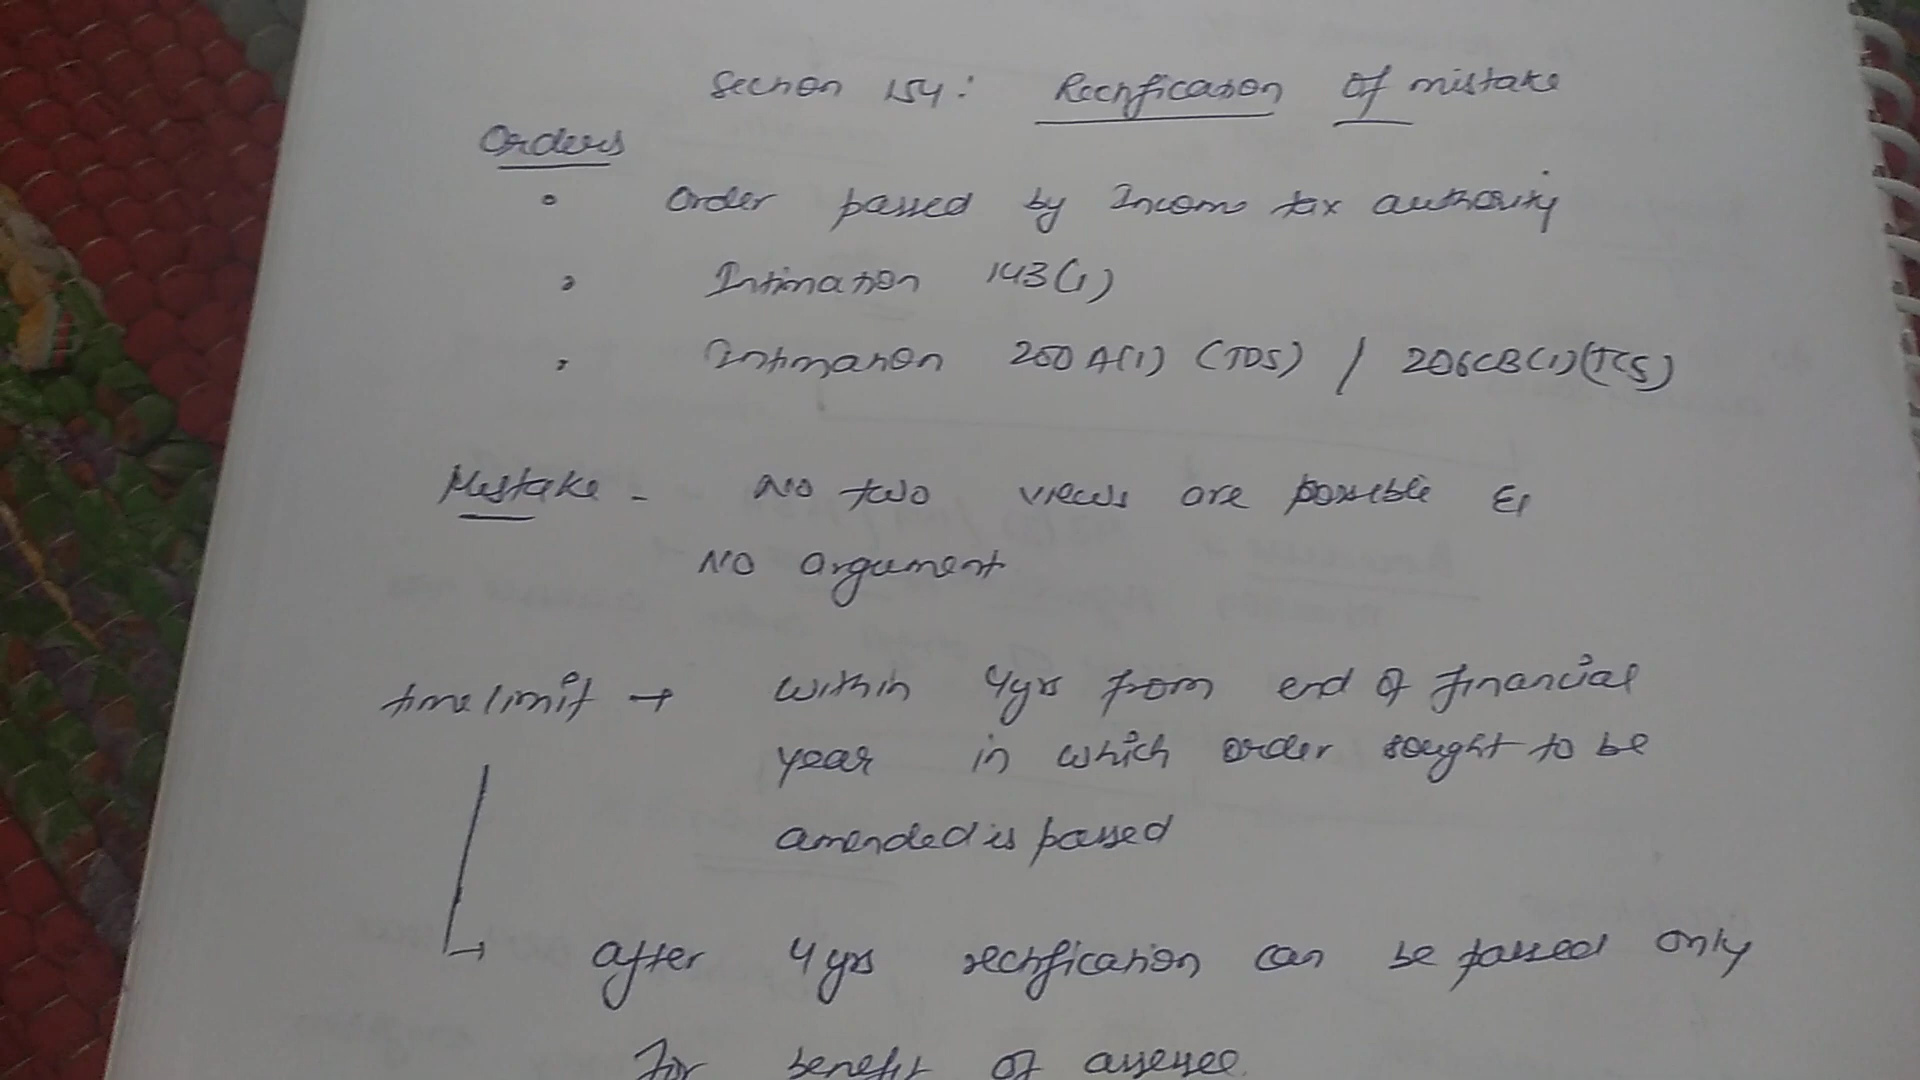 Section 154: Rectification of mistake
Orders
Order passed by Income tax authority
Intimation 143(1)
Intimation 200A(1) (TDS) / 206CB(1)(TCS)
Mistake - No two views are possible &
No argument
time limit → within 4yrs from end of financial
year in which order sought to be
amended is passed
after 4 yrs rectification can be passed only
for benefit of assessee.